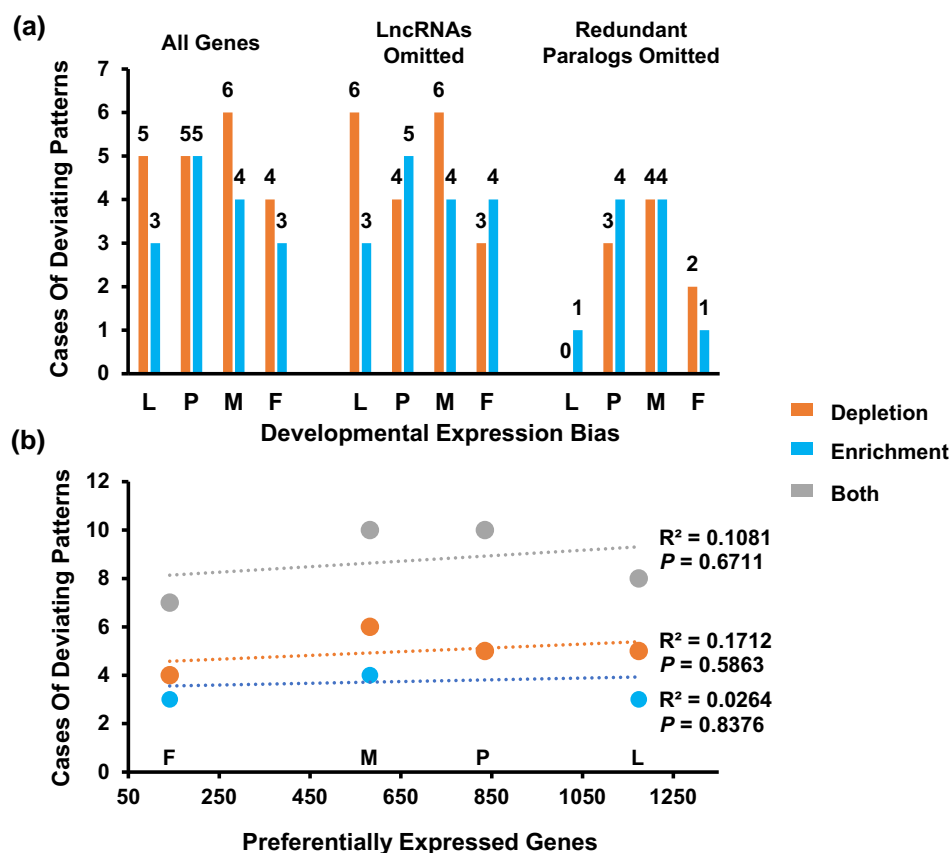 (a)
All Genes
LncRNAs
Omitted
Redundant
Paralogs Omitted
Cases Of Deviating Patterns
7
6
5
4
3
2
1
0
5 3 5 5 6 4 4 3
6 3 4 5 6 4 3 4
0 1 3 4 4 4 2 1
L P M F L P M F L P M F
Developmental Expression Bias
Depletion
Enrichment
Both
(b)
Cases Of Deviating Patterns
12
10
8
6
4
2
0
R² = 0.1081
P = 0.6711
R² = 0.1712
P = 0.5863
R² = 0.0264
P = 0.8376
F M P L
50 250 450 650 850 1050 1250
Preferentially Expressed Genes